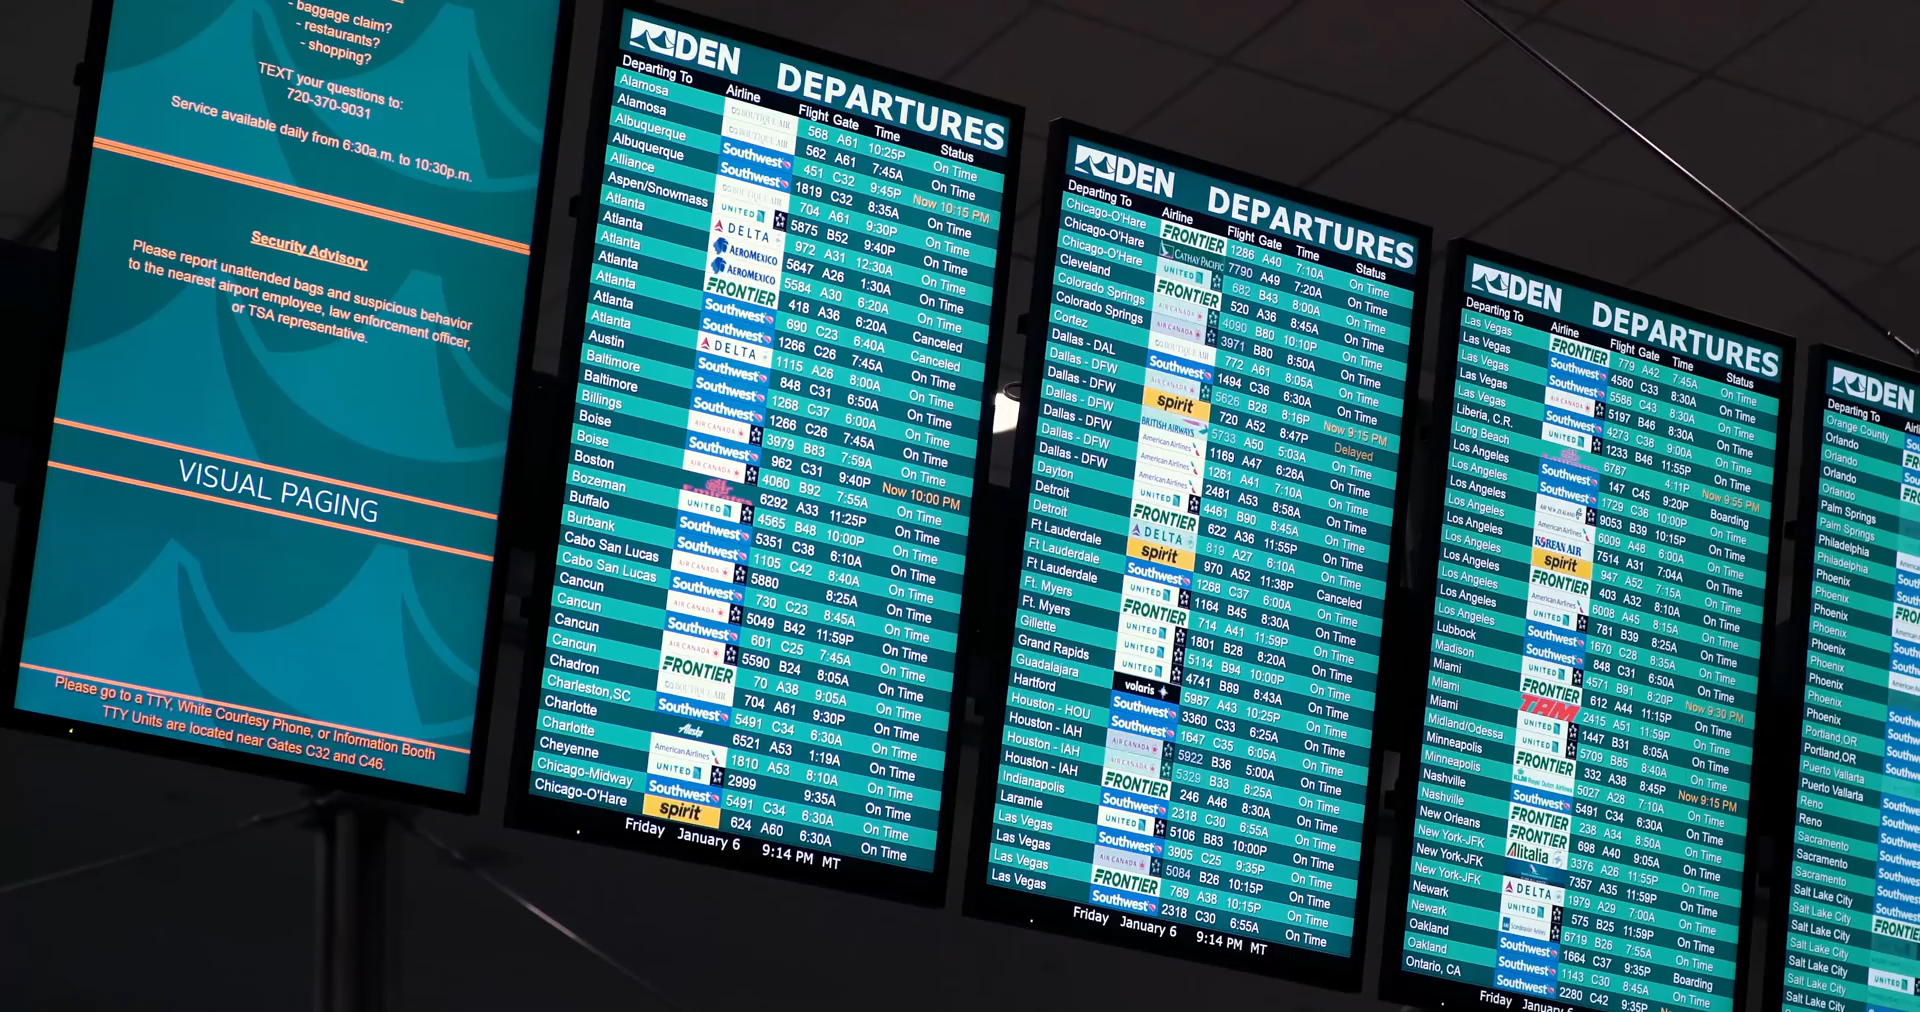 - baggage claim?
- restaurants?
- shopping?
TEXT your questions to:
720-370-9031
Service available daily from 6:30a.m. to 10:30p.m.
Security Advisory
Please report unattended bags and suspicious behavior
to the nearest airport employee, law enforcement officer,
or TSA representative.
VISUAL PAGING
Please go to a TTY, White Courtesy Phone, or Information Booth
TTY Units are located near Gates C32 and C46.
DEN DEPARTURES
Departing To Airline Flight Gate Time Status
Alamosa BOUTIQUE AIR 568 A61 10:25P On Time
Alamosa BOUTIQUE AIR 562 A61 7:45A On Time
Albuquerque Southwest 451 C32 9:45P Now 10:15 PM
Albuquerque Southwest 1819 C32 8:35A On Time
Alliance BOUTIQUE AIR 704 A61 9:30P On Time
Aspen/Snowmass UNITED 5875 B52 9:40P On Time
Atlanta DELTA 972 A31 12:30A On Time
Atlanta AEROMEXICO 5647 A26 1:30A On Time
Atlanta AEROMEXICO 5584 A30 6:20A On Time
Atlanta FRONTIER 418 A36 6:20A Canceled
Atlanta Southwest 690 C23 6:40A Canceled
Atlanta Southwest 1266 C26 7:45A On Time
Atlanta DELTA 1115 A26 8:00A On Time
Austin Southwest 848 C31 6:50A On Time
Baltimore Southwest 1268 C37 6:00A On Time
Baltimore Southwest 1266 C26 7:45A On Time
Billings AIR CANADA 3979 B83 7:59A On Time
Boise Southwest 962 C31 9:40P Now 10:00 PM
Boise AIR CANADA 4060 B92 7:55A On Time
Boston Emirates 6292 A33 11:25P On Time
Bozeman UNITED 4565 B48 10:00P On Time
Buffalo Southwest 5351 C38 6:10A On Time
Burbank Southwest 1105 C42 8:40A On Time
Cabo San Lucas AIR CANADA 5880 8:25A On Time
Cabo San Lucas Southwest 730 C23 8:45A On Time
Cancun AIR CANADA 5049 B42 11:59P On Time
Cancun Southwest 601 C25 7:45A On Time
Cancun AIR CANADA 5590 B24 8:05A On Time
Cancun FRONTIER 70 A38 9:05A On Time
Chadron BOUTIQUE AIR 704 A61 9:30P On Time
Charleston,SC Southwest 5491 C34 6:30A On Time
Charlotte Alaska 6521 A53 1:19A On Time
Charlotte American Airlines 1810 A53 8:10A On Time
Cheyenne UNITED 2999 9:35A On Time
Chicago-Midway Southwest 5491 C34 6:30A On Time
Chicago-O'Hare spirit 624 A60 6:30A On Time
Friday January 6 9:14 PM MT
DEN DEPARTURES
Departing To Airline Flight Gate Time Status
Chicago-O'Hare FRONTIER 1286 A40 7:10A On Time
Chicago-O'Hare CATHAY PACIFIC 7790 A49 7:20A On Time
Chicago-O'Hare UNITED 682 B43 8:00A On Time
Cleveland FRONTIER 520 A36 8:45A On Time
Colorado Springs AIR CANADA 4090 B80 10:10P On Time
Colorado Springs AIR CANADA 3971 B80 8:50A On Time
Cortez BOUTIQUE AIR 772 A61 8:05A On Time
Dallas - DAL Southwest 1494 C36 6:30A On Time
Dallas - DFW AIR CANADA 5626 B28 8:16P Now 9:15 PM
Dallas - DFW spirit 720 A52 8:47P Delayed
Dallas - DFW BRITISH AIRWAYS 5733 A50 5:03A On Time
Dallas - DFW American Airlines 1169 A47 6:26A On Time
Dallas - DFW American Airlines 1261 A41 7:10A On Time
Dallas - DFW American Airlines 2481 A53 8:58A On Time
Dayton UNITED 4461 B90 8:45A On Time
Detroit FRONTIER 622 A36 11:55P On Time
Detroit DELTA 819 A27 6:10A Canceled
Ft Lauderdale spirit 970 A52 11:38P On Time
Ft Lauderdale Southwest 1268 C37 6:00A On Time
Ft Lauderdale UNITED 1164 B45 8:30A On Time
Ft. Myers FRONTIER 714 A41 11:59P On Time
Ft. Myers UNITED 1801 B28 8:20A On Time
Gillette UNITED 5114 B94 10:00P On Time
Grand Rapids UNITED 4741 B89 8:43A On Time
Guadalajara volaris 5987 A43 10:25P On Time
Hartford Southwest 3360 C33 6:25A On Time
Houston - HOU Southwest 1647 C35 6:05A On Time
Houston - IAH AIR CANADA 5922 B36 5:00A On Time
Houston - IAH AIR CANADA 5329 B33 8:25A On Time
Houston - IAH FRONTIER 246 A46 8:30A On Time
Indianapolis Southwest 2318 C30 6:55A On Time
Laramie UNITED 5106 B83 10:00P On Time
Las Vegas Southwest 3905 C25 9:35P On Time
Las Vegas AIR CANADA 5084 B26 10:15P On Time
Las Vegas FRONTIER 769 A38 10:15P On Time
Las Vegas Southwest 2318 C30 6:55A On Time
Friday January 6 9:14 PM MT
DEN DEPARTURES
Departing To Airline Flight Gate Time Status
Las Vegas FRONTIER 779 A42 7:45A On Time
Las Vegas Southwest 4560 C33 8:30A On Time
Las Vegas Southwest 5586 C43 8:30A On Time
Las Vegas AIR CANADA 5197 B46 8:30A On Time
Las Vegas Southwest 4273 C38 9:00A On Time
Liberia, C.R. UNITED 1233 B46 11:55P On Time
Long Beach 6787 4:11P
Los Angeles Southwest 147 C45 9:20P Now 9:55 PM
Los Angeles Southwest 1729 C36 10:00P Boarding
Los Angeles AIR NEW ZEALAND 9053 B39 10:15P On Time
Los Angeles American Airlines 6009 A48 6:00A On Time
Los Angeles KOREAN AIR 7514 A31 7:04A On Time
Los Angeles spirit 947 A52 7:15A On Time
Los Angeles FRONTIER 403 A32 8:10A On Time
Los Angeles American Airlines 6008 A45 8:15A On Time
Los Angeles UNITED 781 B39 8:25A On Time
Los Angeles Southwest 1670 C28 8:35A On Time
Lubbock Southwest 848 C31 6:50A On Time
Madison UNITED 4571 B91 8:20P Now 9:30 PM
Miami FRONTIER 612 A44 11:15P On Time
Miami TAM 2415 A51 11:59P On Time
Miami UNITED 1447 B31 8:05A On Time
Midland/Odessa UNITED 5709 B85 8:40A On Time
Minneapolis FRONTIER 332 A38 8:45P Now 9:15 PM
Minneapolis KLM Royal Dutch Airlines 5027 A28 7:10A On Time
Nashville Southwest 5491 C34 6:30A On Time
Nashville FRONTIER 238 A34 8:50A On Time
New Orleans FRONTIER 698 A40 9:05A On Time
New York-JFK Alitalia 3376 A26 11:55P On Time
New York-JFK 7357 A35 11:59P On Time
New York-JFK DELTA 1979 A29 7:00A On Time
Newark UNITED 575 B25 11:59P On Time
Newark Scandinavian Airlines 6719 B26 7:55A On Time
Oakland Southwest 1664 C37 9:35P Boarding
Oakland Southwest 1143 C30 8:45A On Time
Ontario, CA Southwest 2280 C42 9:35P
Friday January 6
DEN
Departing To
Orange County
Orlando
Orlando
Orlando
Orlando
Palm Springs
Palm Springs
Philadelphia
Philadelphia
Phoenix
Phoenix
Phoenix
Phoenix
Phoenix
Phoenix
Phoenix
Phoenix
Portland,OR
Portland,OR
Puerto Vallarta
Puerto Vallarta
Reno
Reno
Sacramento
Sacramento
Sacramento
Salt Lake City
Salt Lake City
Salt Lake City
Salt Lake City
Salt Lake City
Salt Lake City
Salt Lake City